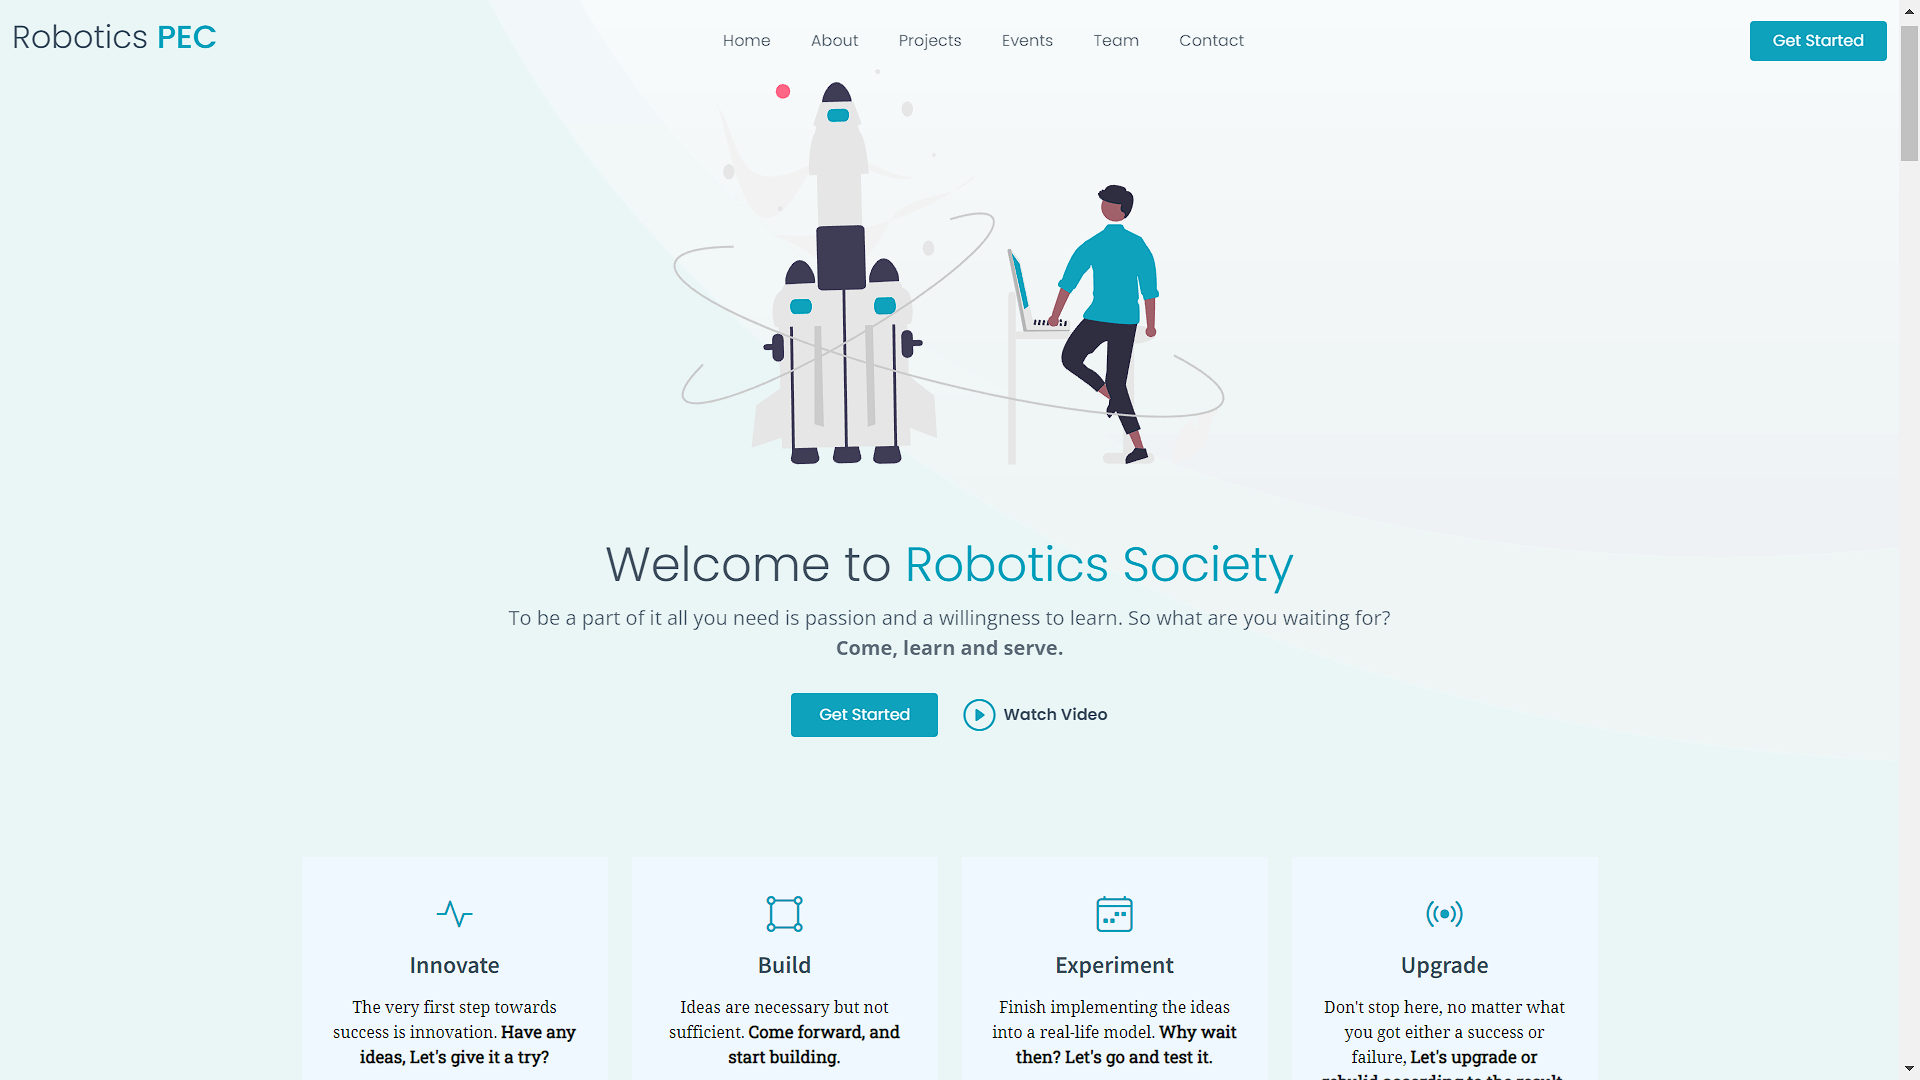 Robotics PEC
Home
About
Projects
Events
Team
Contact
Get Started
Welcome to Robotics Society
To be a part of it all you need is passion and a willingness to learn. So what are you waiting for?
Come, learn and serve.
Get Started
Watch Video
Innovate
The very first step towards
success is innovation. Have any
ideas, Let's give it a try?
Build
Ideas are necessary but not
sufficient. Come forward, and
start building.
Experiment
Finish implementing the ideas
into a real-life model. Why wait
then? Let's go and test it.
Upgrade
Don't stop here, no matter what
you got either a success or
failure, Let's upgrade or
rebulid according to the result.